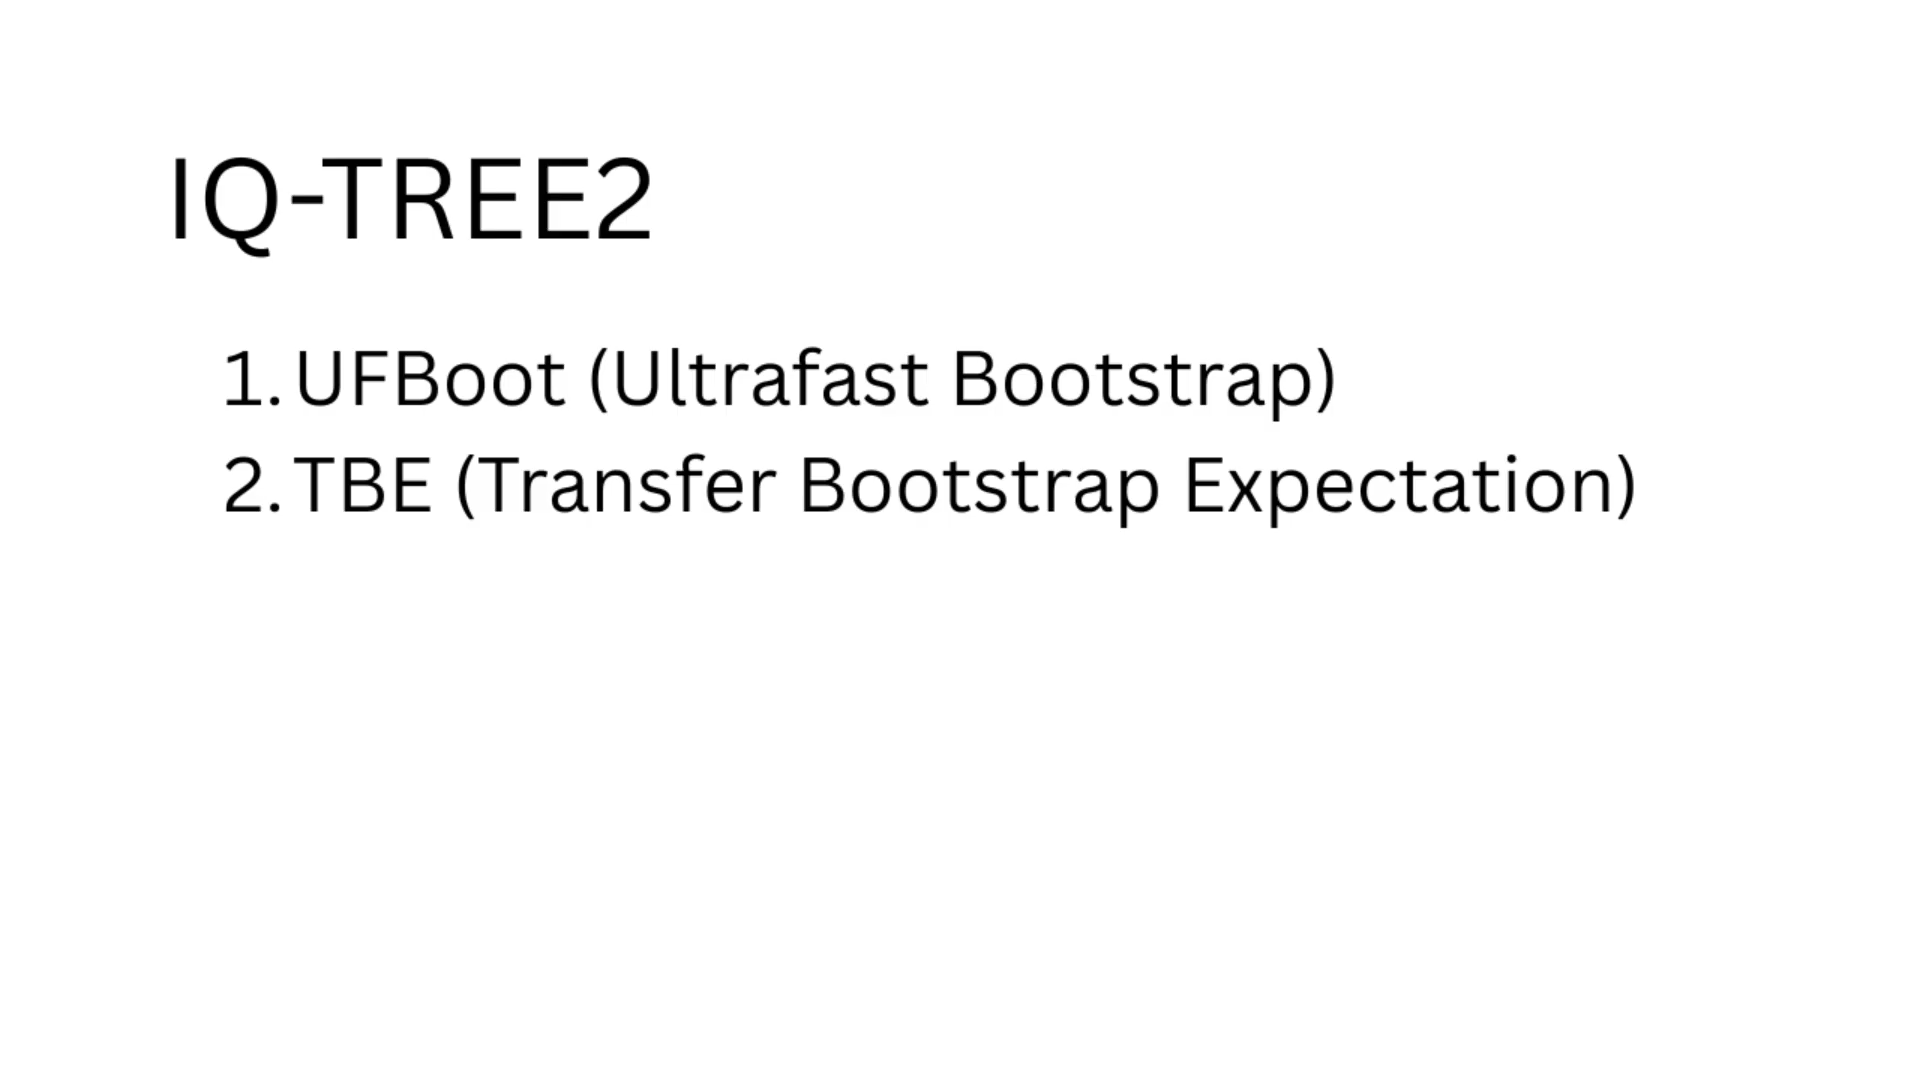 IQ-TREE2
1. UFBoot (Ultrafast Bootstrap)
2. TBE (Transfer Bootstrap Expectation)